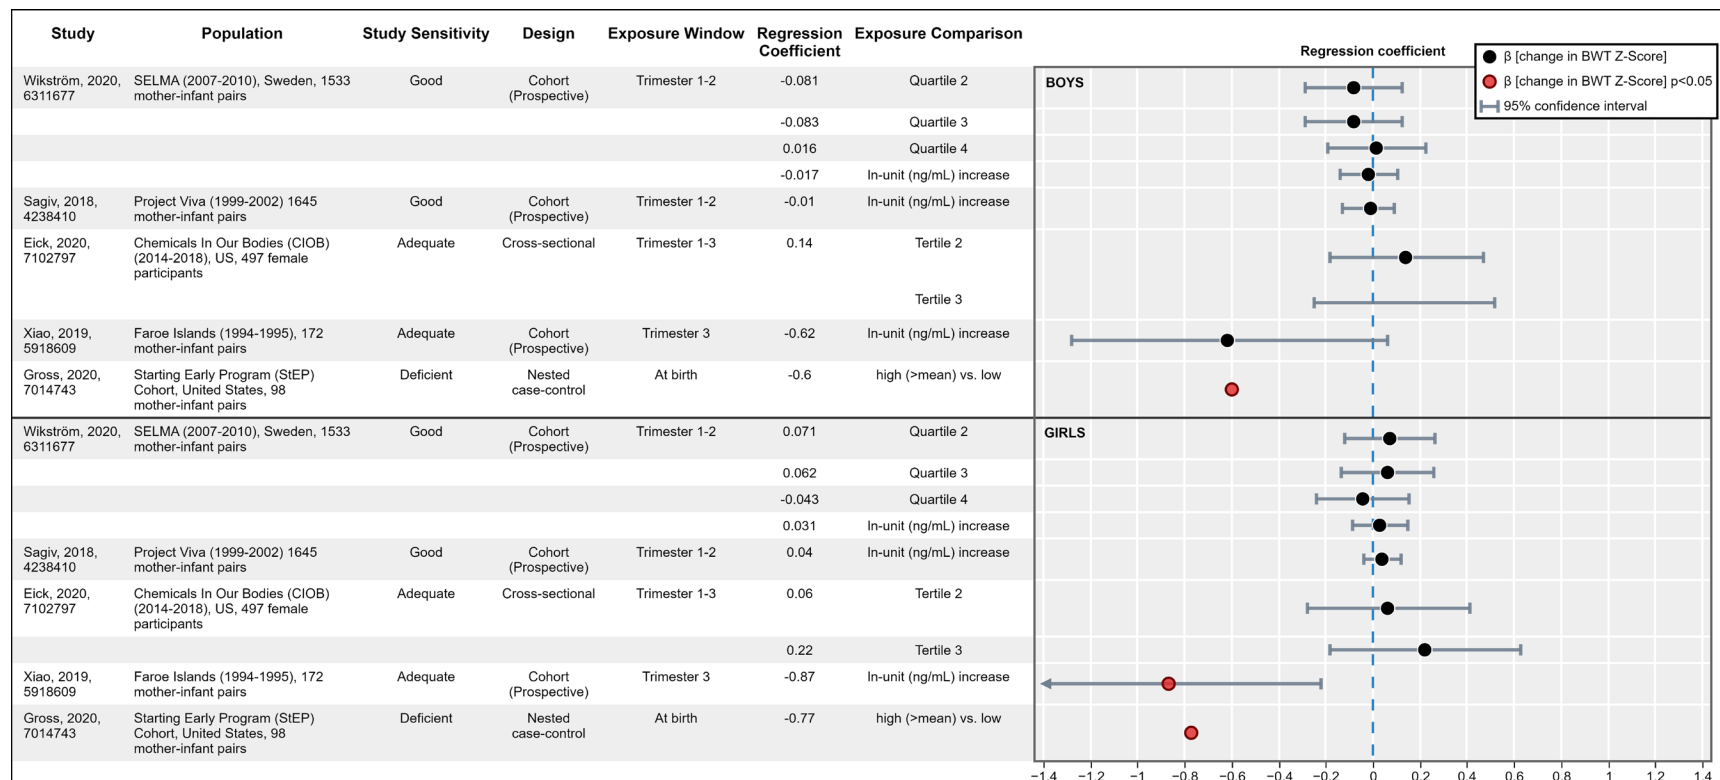 Study Population Study Sensitivity Design Exposure Window Regression Coefficient Exposure Comparison
Regression coefficient
β [change in BWT Z-Score]
β [change in BWT Z-Score] p<0.05
95% confidence interval
BOYS
Wikström, 2020, SELMA (2007-2010), Sweden, 1533 Good Cohort Trimester 1-2 -0.081 Quartile 2
6311677 mother-infant pairs (Prospective)
-0.083 Quartile 3
0.016 Quartile 4
-0.017 In-unit (ng/mL) increase
Sagiv, 2018, Project Viva (1999-2002) 1645 Good Cohort Trimester 1-2 -0.01 In-unit (ng/mL) increase
4238410 mother-infant pairs (Prospective)
Eick, 2020, Chemicals In Our Bodies (CIOB) Adequate Cross-sectional Trimester 1-3 0.14 Tertile 2
7102797 (2014-2018), US, 497 female
participants
Tertile 3
Xiao, 2019, Faroe Islands (1994-1995), 172 Adequate Cohort Trimester 3 -0.62 In-unit (ng/mL) increase
5918609 mother-infant pairs (Prospective)
Gross, 2020, Starting Early Program (StEP) Deficient Nested At birth -0.6 high (>mean) vs. low
7014743 Cohort, United States, 98 case-control
mother-infant pairs
GIRLS
Wikström, 2020, SELMA (2007-2010), Sweden, 1533 Good Cohort Trimester 1-2 0.071 Quartile 2
6311677 mother-infant pairs (Prospective)
0.062 Quartile 3
-0.043 Quartile 4
0.031 In-unit (ng/mL) increase
Sagiv, 2018, Project Viva (1999-2002) 1645 Good Cohort Trimester 1-2 0.04 In-unit (ng/mL) increase
4238410 mother-infant pairs (Prospective)
Eick, 2020, Chemicals In Our Bodies (CIOB) Adequate Cross-sectional Trimester 1-3 0.06 Tertile 2
7102797 (2014-2018), US, 497 female
participants
0.22 Tertile 3
Xiao, 2019, Faroe Islands (1994-1995), 172 Adequate Cohort Trimester 3 -0.87 In-unit (ng/mL) increase
5918609 mother-infant pairs (Prospective)
Gross, 2020, Starting Early Program (StEP) Deficient Nested At birth -0.77 high (>mean) vs. low
7014743 Cohort, United States, 98 case-control
mother-infant pairs
−1.4 −1.2 −1 −0.8 −0.6 −0.4 −0.2 0 0.2 0.4 0.6 0.8 1 1.2 1.4